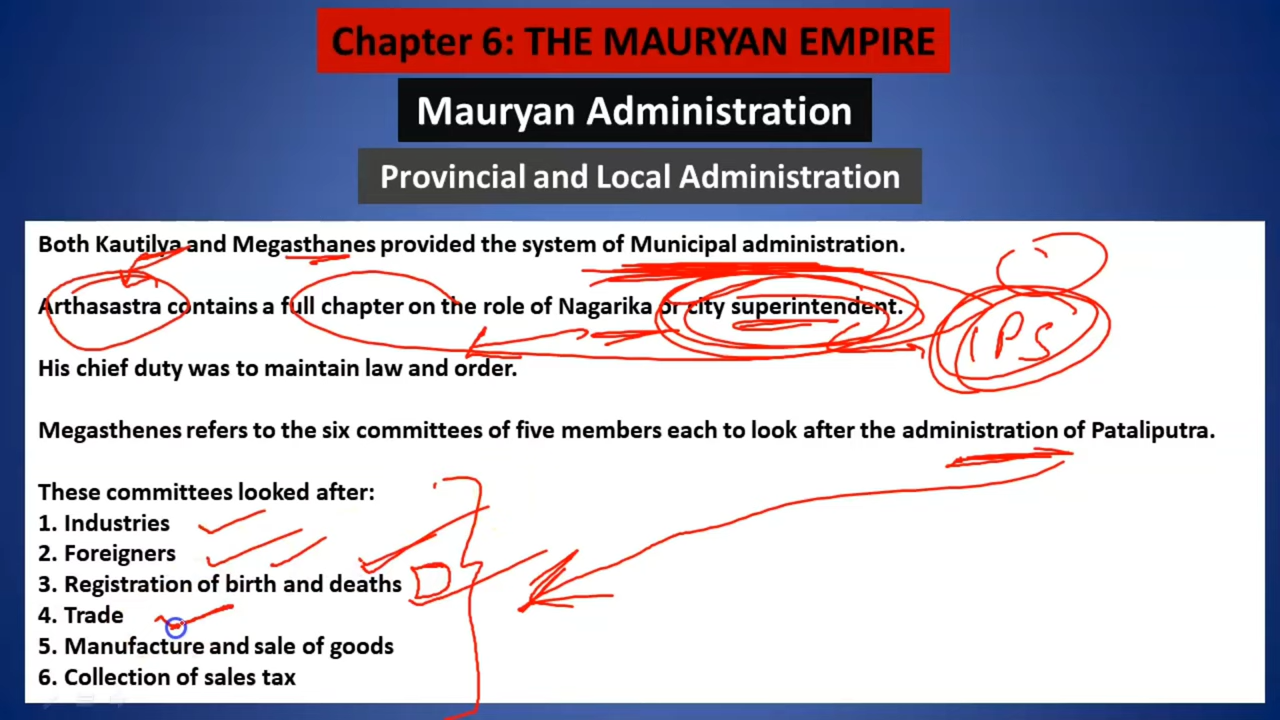 Chapter 6: THE MAURYAN EMPIRE
Mauryan Administration
Provincial and Local Administration
Both Kautilya and Megasthanes provided the system of Municipal administration.
Arthasastra contains a full chapter on the role of Nagarika or city superintendent.
IPS
His chief duty was to maintain law and order.
Megasthenes refers to the six committees of five members each to look after the administration of Pataliputra.
These committees looked after:
1. Industries
2. Foreigners
3. Registration of birth and deaths
4. Trade
5. Manufacture and sale of goods
6. Collection of sales tax